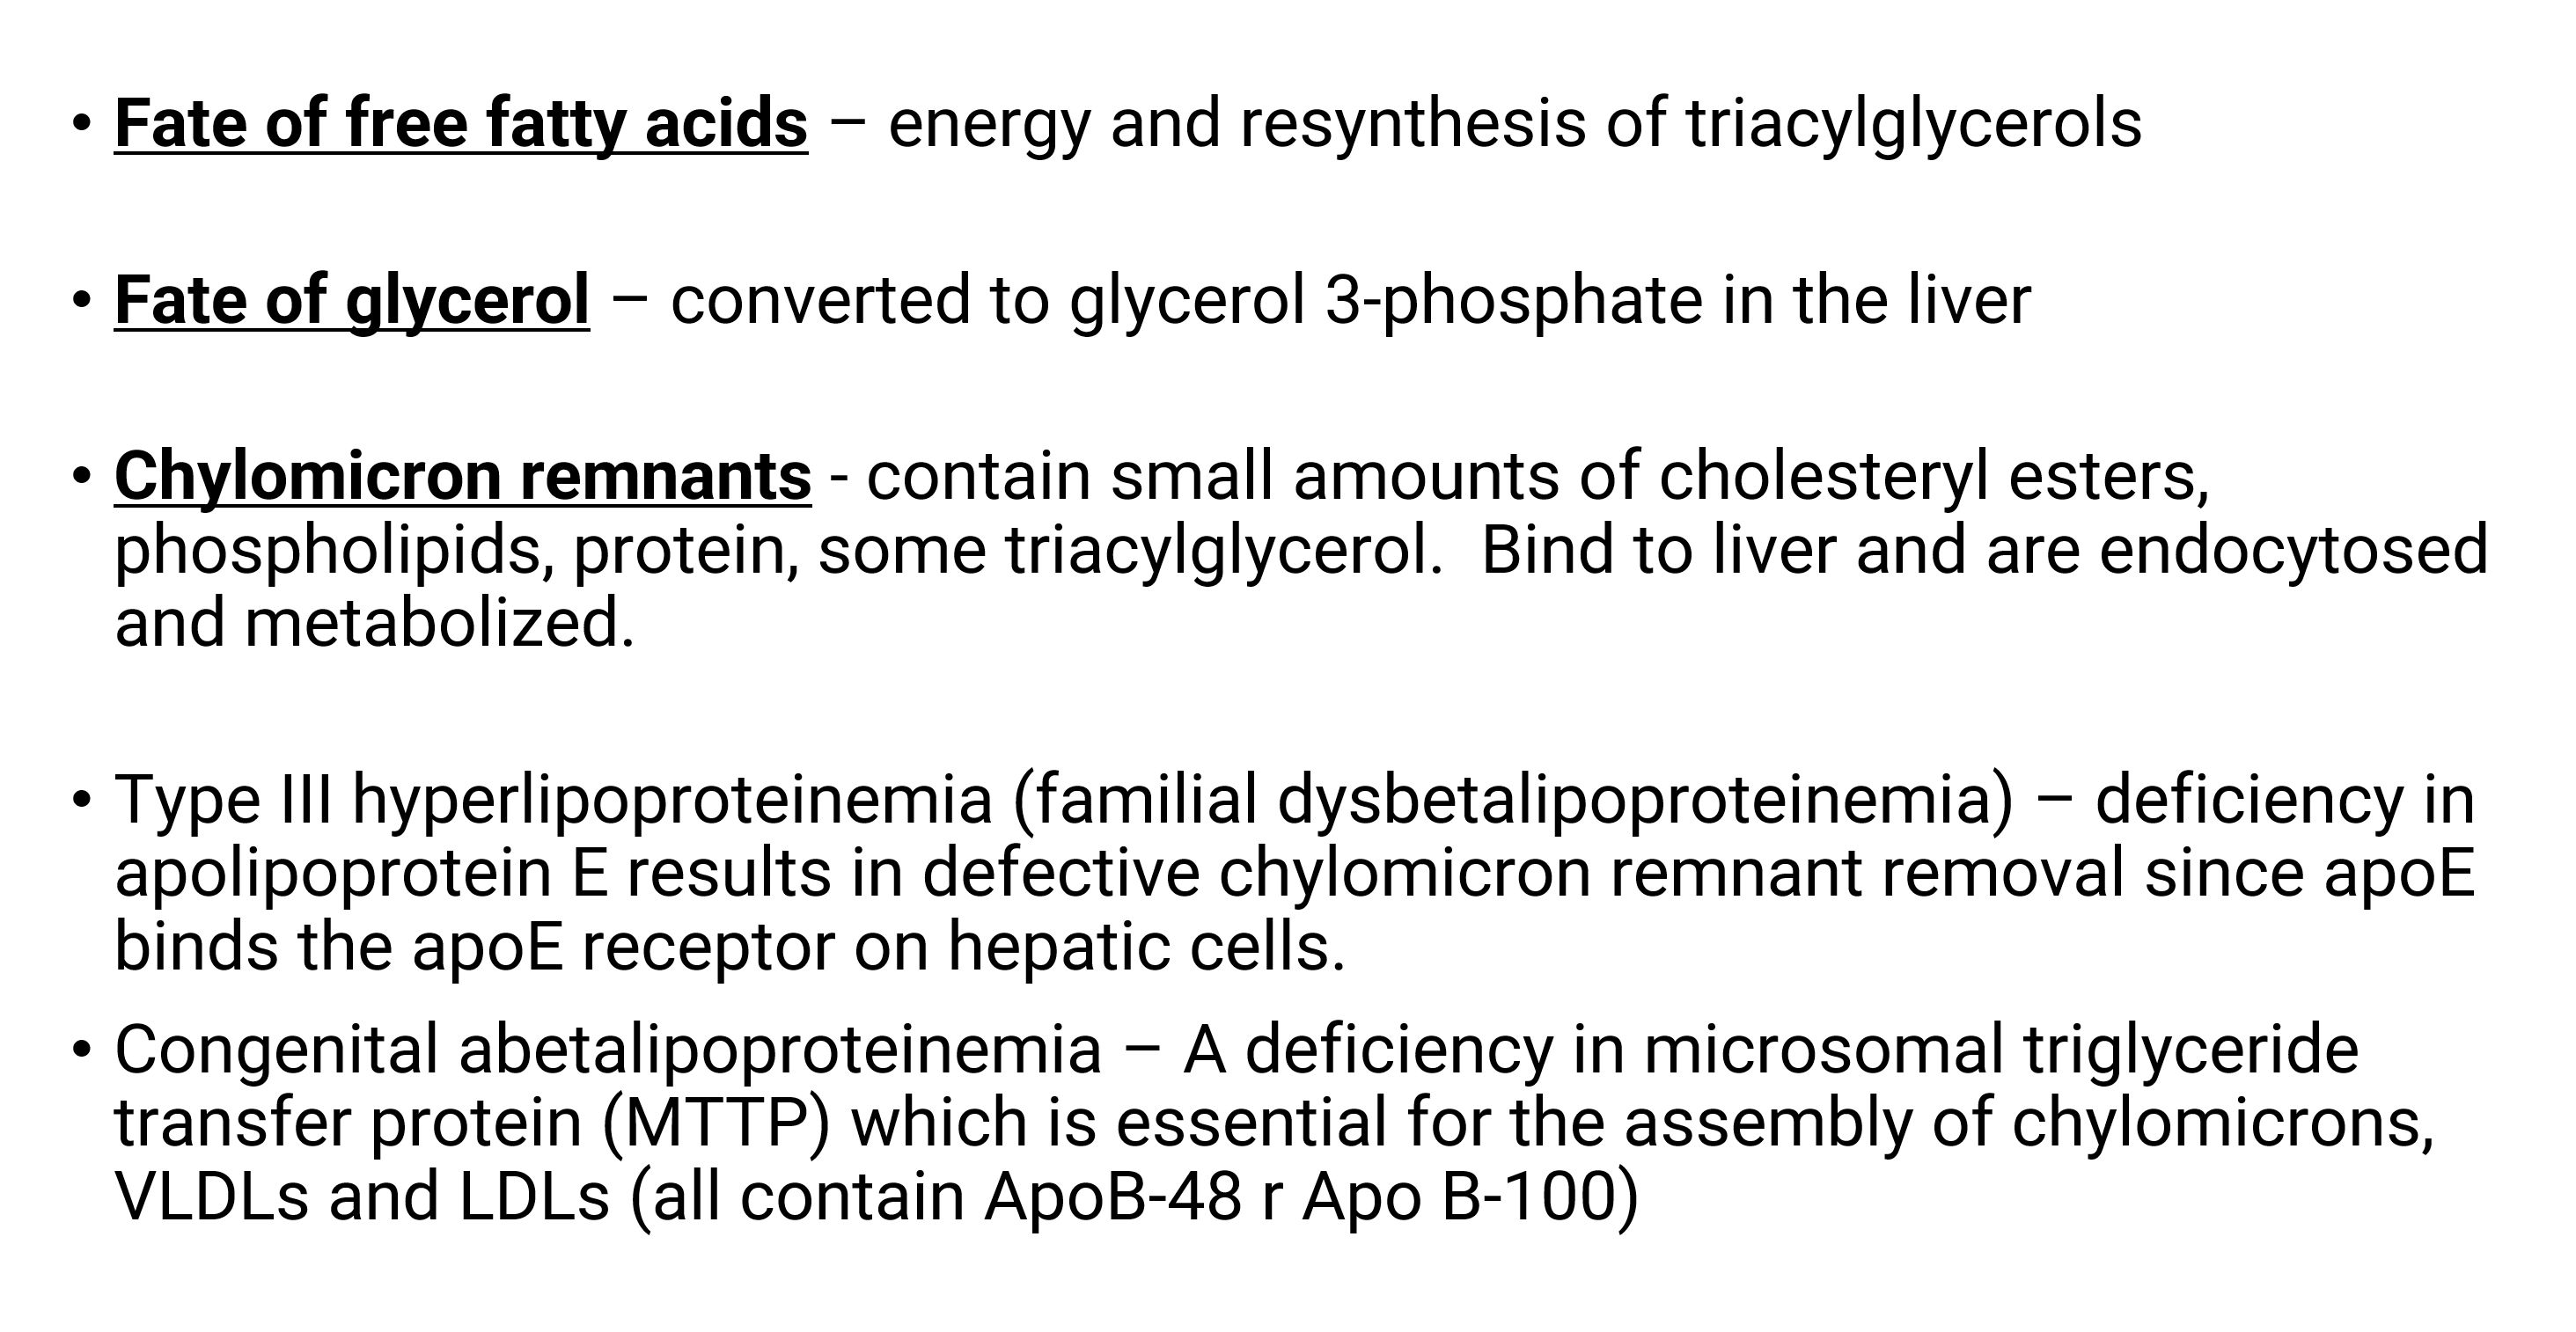 • Fate of free fatty acids – energy and resynthesis of triacylglycerols
• Fate of glycerol – converted to glycerol 3-phosphate in the liver
• Chylomicron remnants - contain small amounts of cholesteryl esters,
phospholipids, protein, some triacylglycerol.  Bind to liver and are endocytosed
and metabolized.
• Type III hyperlipoproteinemia (familial dysbetalipoproteinemia) – deficiency in
apolipoprotein E results in defective chylomicron remnant removal since apoE
binds the apoE receptor on hepatic cells.
• Congenital abetalipoproteinemia – A deficiency in microsomal triglyceride
transfer protein (MTTP) which is essential for the assembly of chylomicrons,
VLDLs and LDLs (all contain ApoB-48 r Apo B-100)